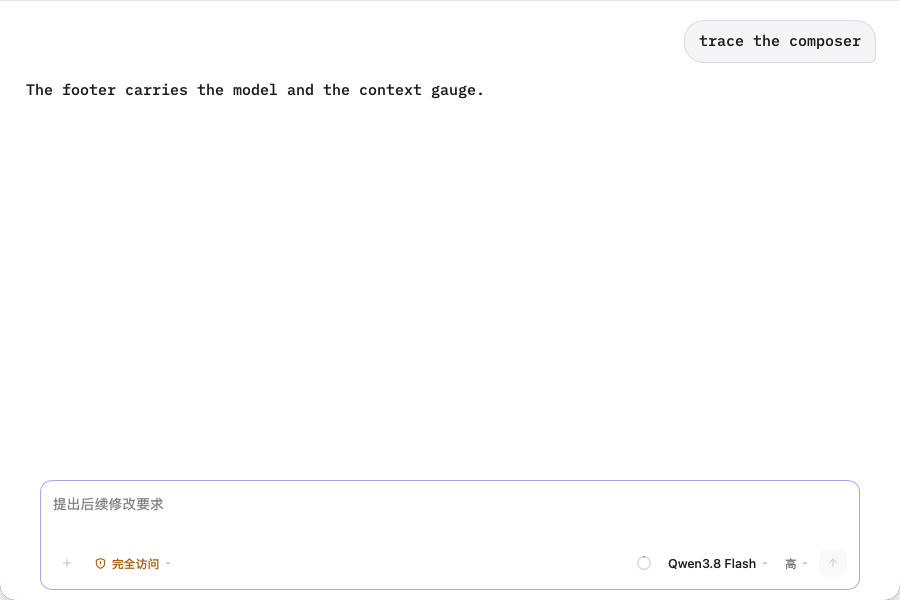 trace the composer
The footer carries the model and the context gauge.
提出后续修改要求
完全访问
Qwen3.8 Flash
高